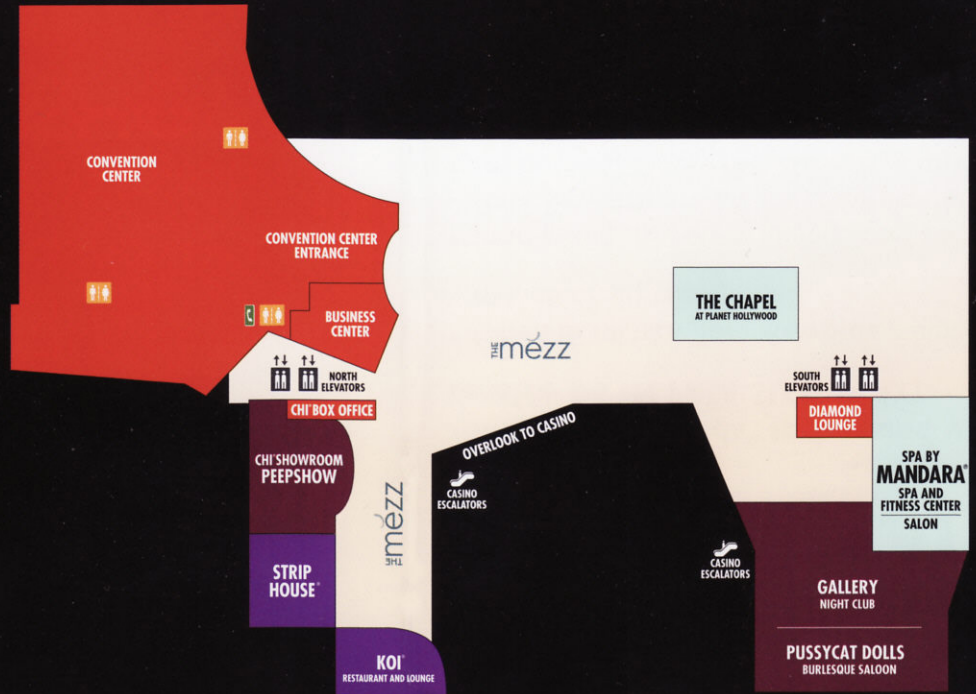 CONVENTION
CENTER
CONVENTION CENTER
ENTRANCE
BUSINESS
CENTER
THE CHAPEL
AT PLANET HOLLYWOOD
THE mezz
NORTH
ELEVATORS
SOUTH
ELEVATORS
CHI BOX OFFICE
DIAMOND
LOUNGE
OVERLOOK TO CASINO
CHI SHOWROOM
PEEPSHOW
CASINO
ESCALATORS
SPA BY
MANDARA®
SPA AND
FITNESS CENTER
SALON
THE mezz
CASINO
ESCALATORS
STRIP
HOUSE®
GALLERY
NIGHT CLUB
KOI®
RESTAURANT AND LOUNGE
PUSSYCAT DOLLS
BURLESQUE SALOON